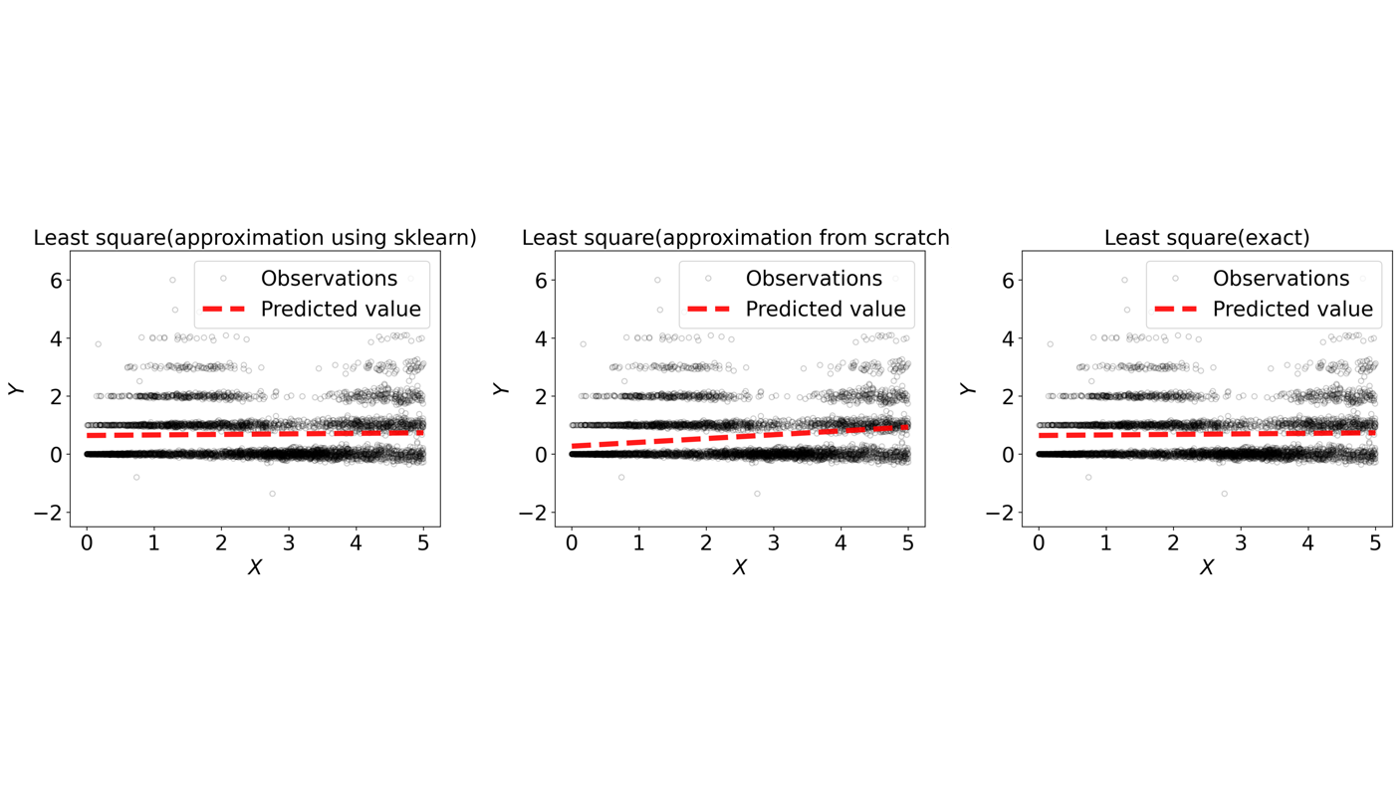 Least square(approximation using sklearn)
Observations
Predicted value
6
4
2
0
−2
Y
0 1 2 3 4 5
X
Least square(approximation from scratch
Observations
Predicted value
6
4
2
0
−2
Y
0 1 2 3 4 5
X
Least square(exact)
Observations
Predicted value
6
4
2
0
−2
Y
0 1 2 3 4 5
X